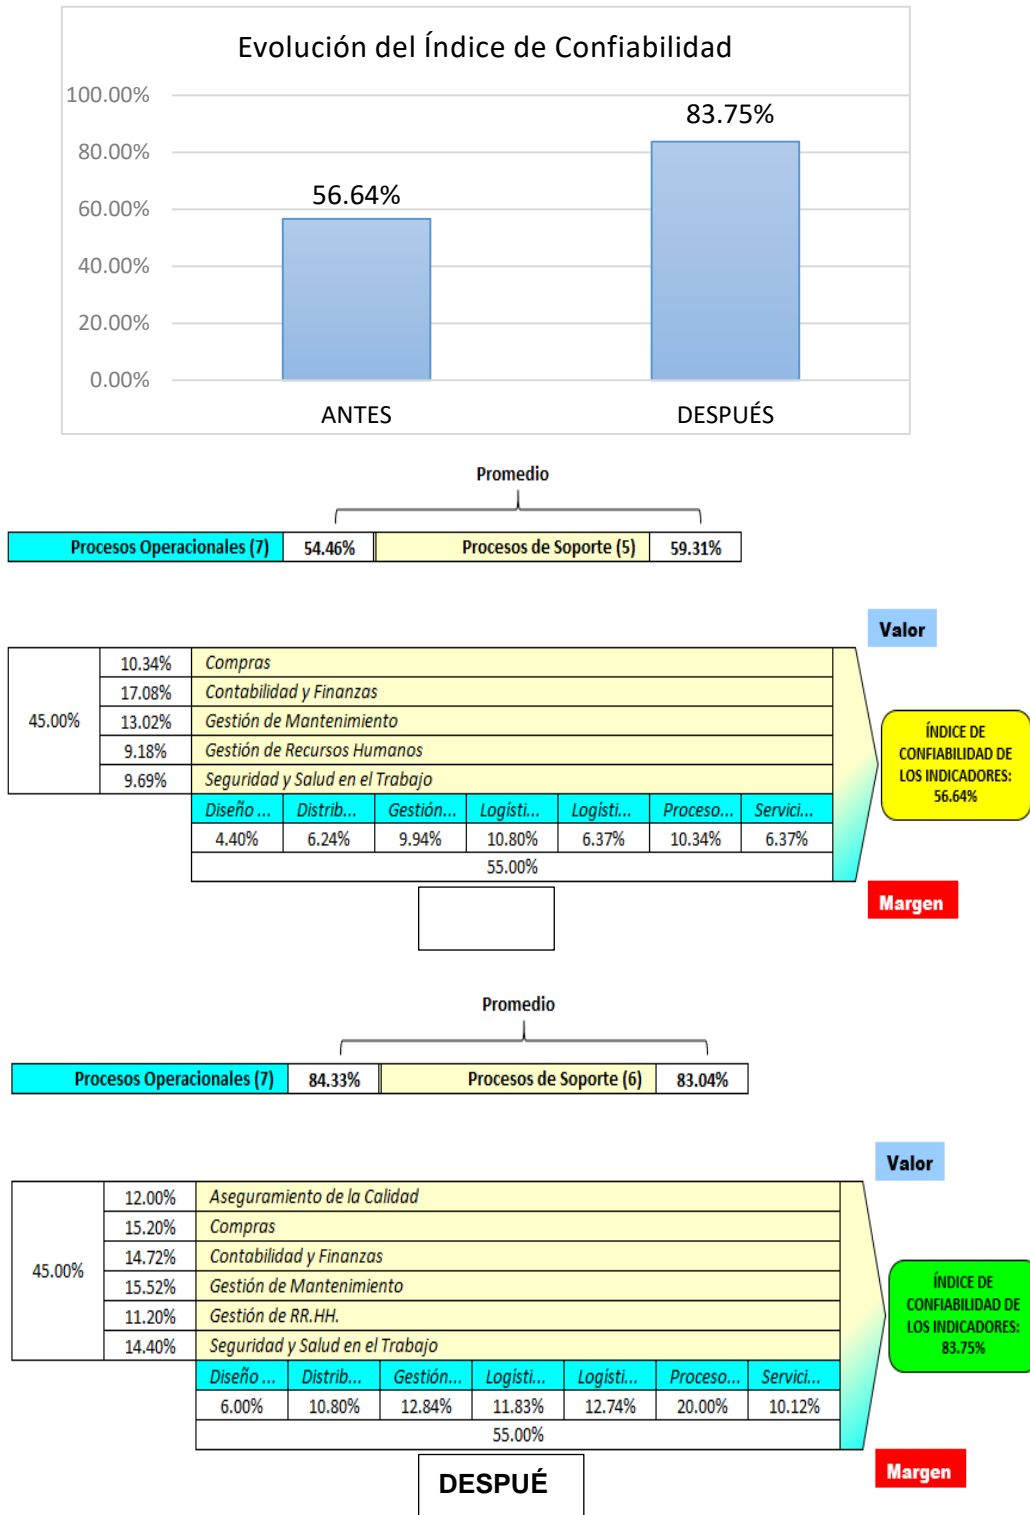 Evolución del Índice de Confiabilidad
100.00%
80.00%
60.00%
40.00%
20.00%
0.00%
56.64%
83.75%
ANTES
DESPUÉS
Promedio
Procesos Operacionales (7) 54.46% Procesos de Soporte (5) 59.31%
Valor
45.00%
10.34% Compras
17.08% Contabilidad y Finanzas
13.02% Gestión de Mantenimiento
9.18% Gestión de Recursos Humanos
9.69% Seguridad y Salud en el Trabajo
Diseño ... Distrib... Gestión... Logísti... Logísti... Proceso... Servici...
4.40% 6.24% 9.94% 10.80% 6.37% 10.34% 6.37%
55.00%
ÍNDICE DE
CONFIABILIDAD DE
LOS INDICADORES:
56.64%
Margen
Promedio
Procesos Operacionales (7) 84.33% Procesos de Soporte (6) 83.04%
Valor
45.00%
12.00% Aseguramiento de la Calidad
15.20% Compras
14.72% Contabilidad y Finanzas
15.52% Gestión de Mantenimiento
11.20% Gestión de RR.HH.
14.40% Seguridad y Salud en el Trabajo
Diseño ... Distrib... Gestión... Logísti... Logísti... Proceso... Servici...
6.00% 10.80% 12.84% 11.83% 12.74% 20.00% 10.12%
55.00%
ÍNDICE DE
CONFIABILIDAD DE
LOS INDICADORES:
83.75%
Margen
DESPUÉ